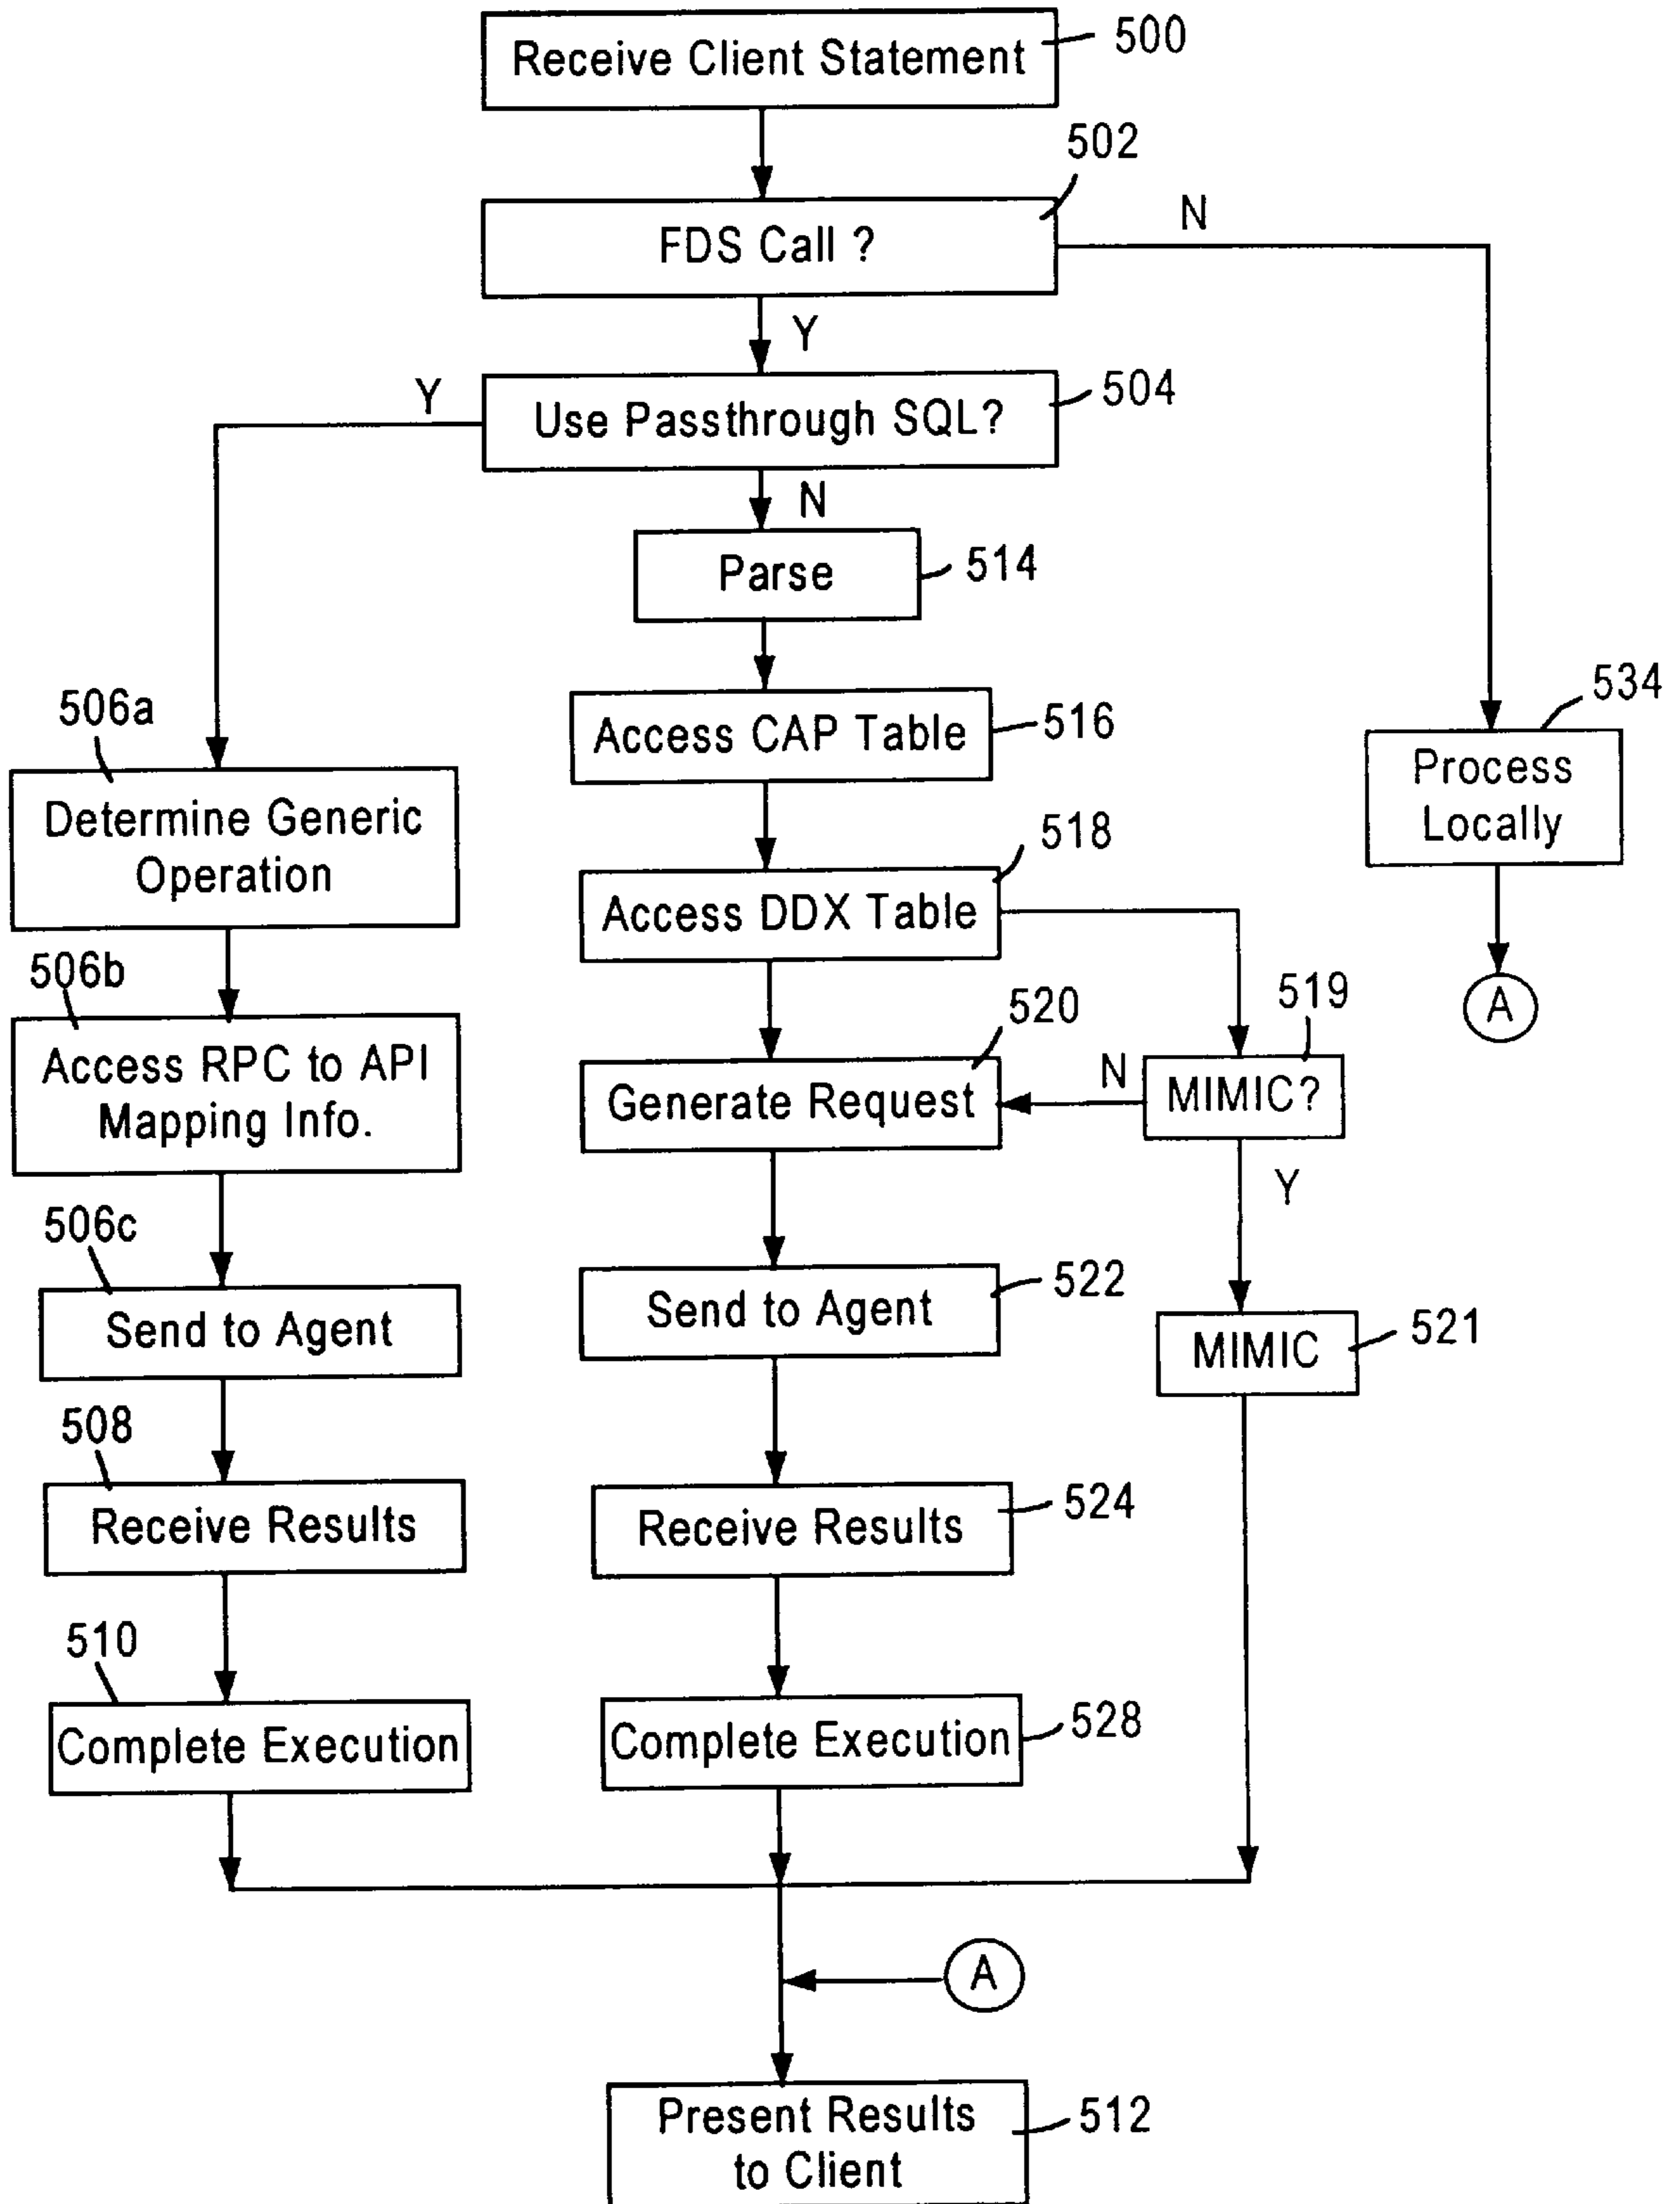 Receive Client Statement
500
502
FDS Call ?
N
Y
Use Passthrough SQL?
504
Y
N
Parse
514
Access CAP Table
516
534
Process
Locally
A
506a
Determine Generic
Operation
518
Access DDX Table
506b
Access RPC to API
Mapping Info.
520
Generate Request
519
MIMIC?
N
Y
506c
Send to Agent
Send to Agent
522
MIMIC
521
508
Receive Results
Receive Results
524
510
Complete Execution
Complete Execution
528
A
Present Results
to Client
512